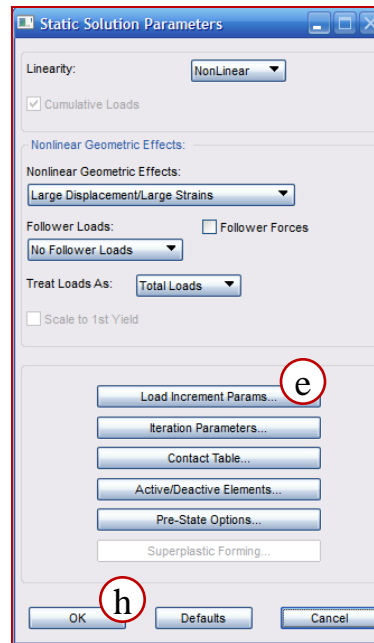 Static Solution Parameters
Linearity: NonLinear
Cumulative Loads
Nonlinear Geometric Effects:
Nonlinear Geometric Effects:
Large Displacement/Large Strains
Follower Loads: Follower Forces
No Follower Loads
Treat Loads As: Total Loads
Scale to 1st Yield
e
Load Increment Params...
Iteration Parameters...
Contact Table...
Active/Deactive Elements...
Pre-State Options...
Superplastic Forming...
h
OK Defaults Cancel